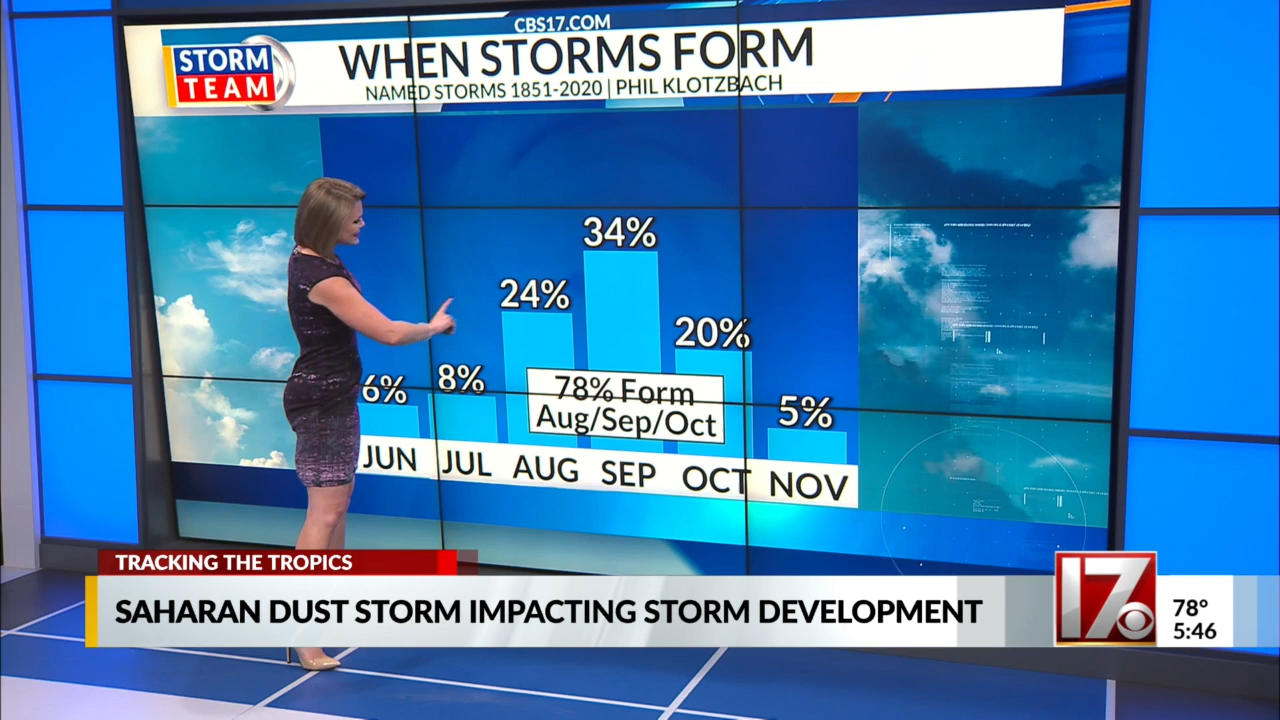 CBS17.COM
STORM
TEAM
WHEN STORMS FORM
NAMED STORMS 1851-2020 | PHIL KLOTZBACH
34%
24%
20%
6%
8%
5%
78% Form
Aug/Sep/Oct
JUN JUL AUG SEP OCT NOV
TRACKING THE TROPICS
SAHARAN DUST STORM IMPACTING STORM DEVELOPMENT
17
78°
5:46